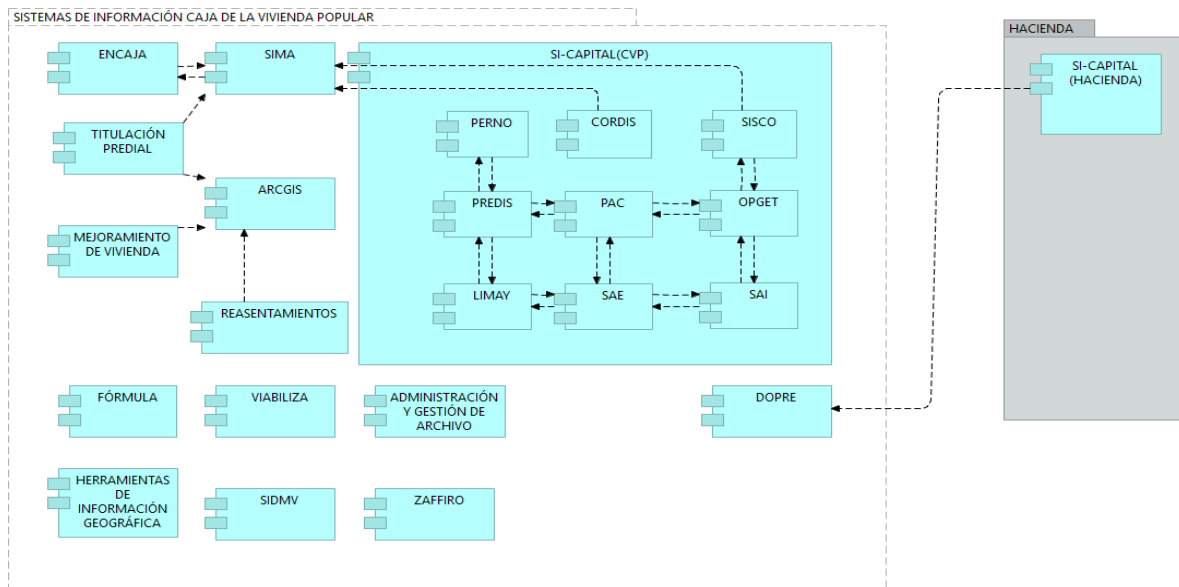 SISTEMAS DE INFORMACIÓN CAJA DE LA VIVIENDA POPULAR
HACIENDA
ENCAJA
SIMA
SI-CAPITAL(CVP)
SI-CAPITAL
(HACIENDA)
PERNO
CORDIS
SISCO
TITULACIÓN
PREDIAL
ARCGIS
PREDIS
PAC
OPGET
MEJORAMIENTO
DE VIVIENDA
REASENTAMIENTOS
LIMAY
SAE
SAI
FÓRMULA
VIABILIZA
ADMINISTRACIÓN
Y GESTIÓN DE
ARCHIVO
DOPRE
HERRAMIENTAS
DE
INFORMACIÓN
GEOGRÁFICA
SIDMV
ZAFFIRO